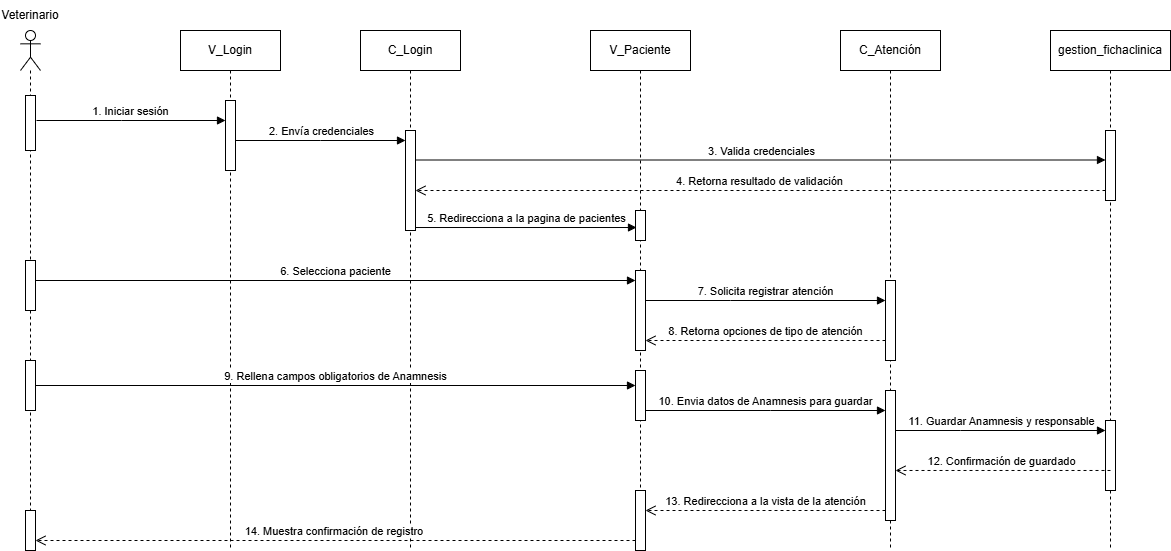 Veterinario
V_Login
C_Login
V_Paciente
C_Atención
gestion_fichaclinica
1. Iniciar sesión
2. Envía credenciales
3. Valida credenciales
4. Retorna resultado de validación
5. Redirecciona a la pagina de pacientes
6. Selecciona paciente
7. Solicita registrar atención
8. Retorna opciones de tipo de atención
9. Rellena campos obligatorios de Anamnesis
10. Envia datos de Anamnesis para guardar
11. Guardar Anamnesis y responsable
12. Confirmación de guardado
13. Redirecciona a la vista de la atención
14. Muestra confirmación de registro